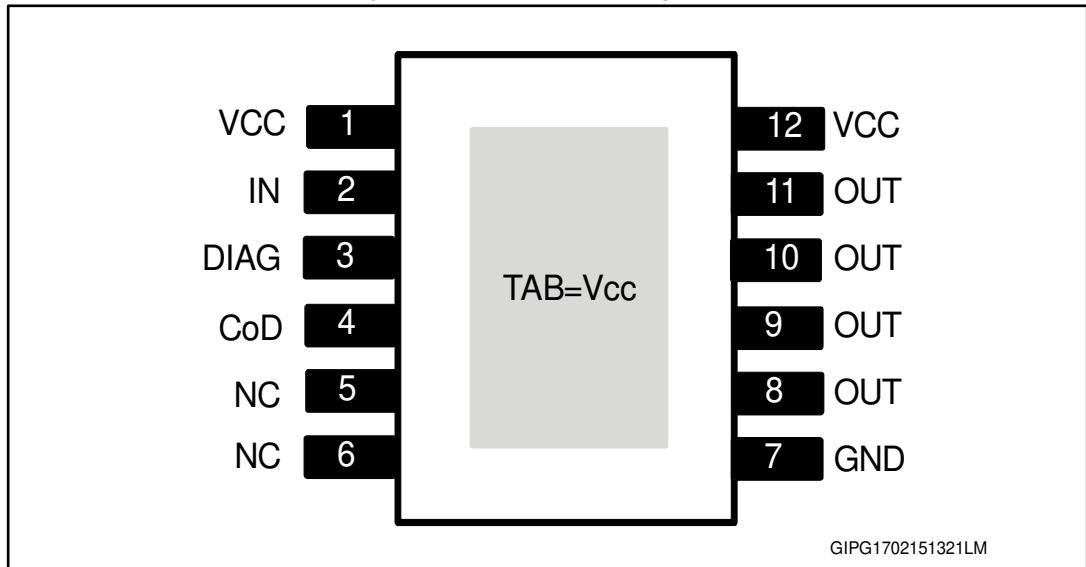 VCC 1 12 VCC
IN 2 11 OUT
DIAG 3 10 OUT
TAB=Vcc
CoD 4 9 OUT
NC 5 8 OUT
NC 6 7 GND
GIPG1702151321LM